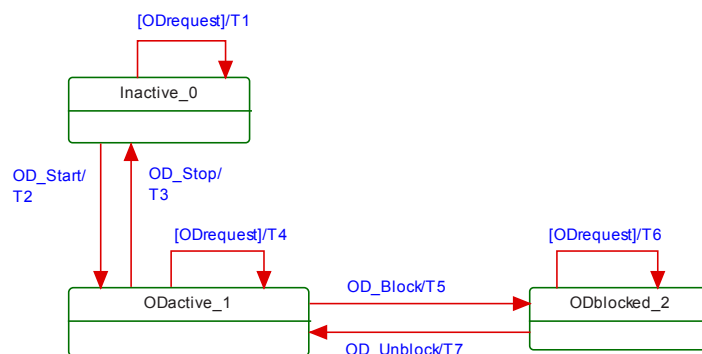 [ODrequest]/T1
Inactive_0
OD_Start/
T2
OD_Stop/
T3
[ODrequest]/T4
[ODrequest]/T6
ODactive_1
OD_Block/T5
ODblocked_2
OD_Unblock/T7